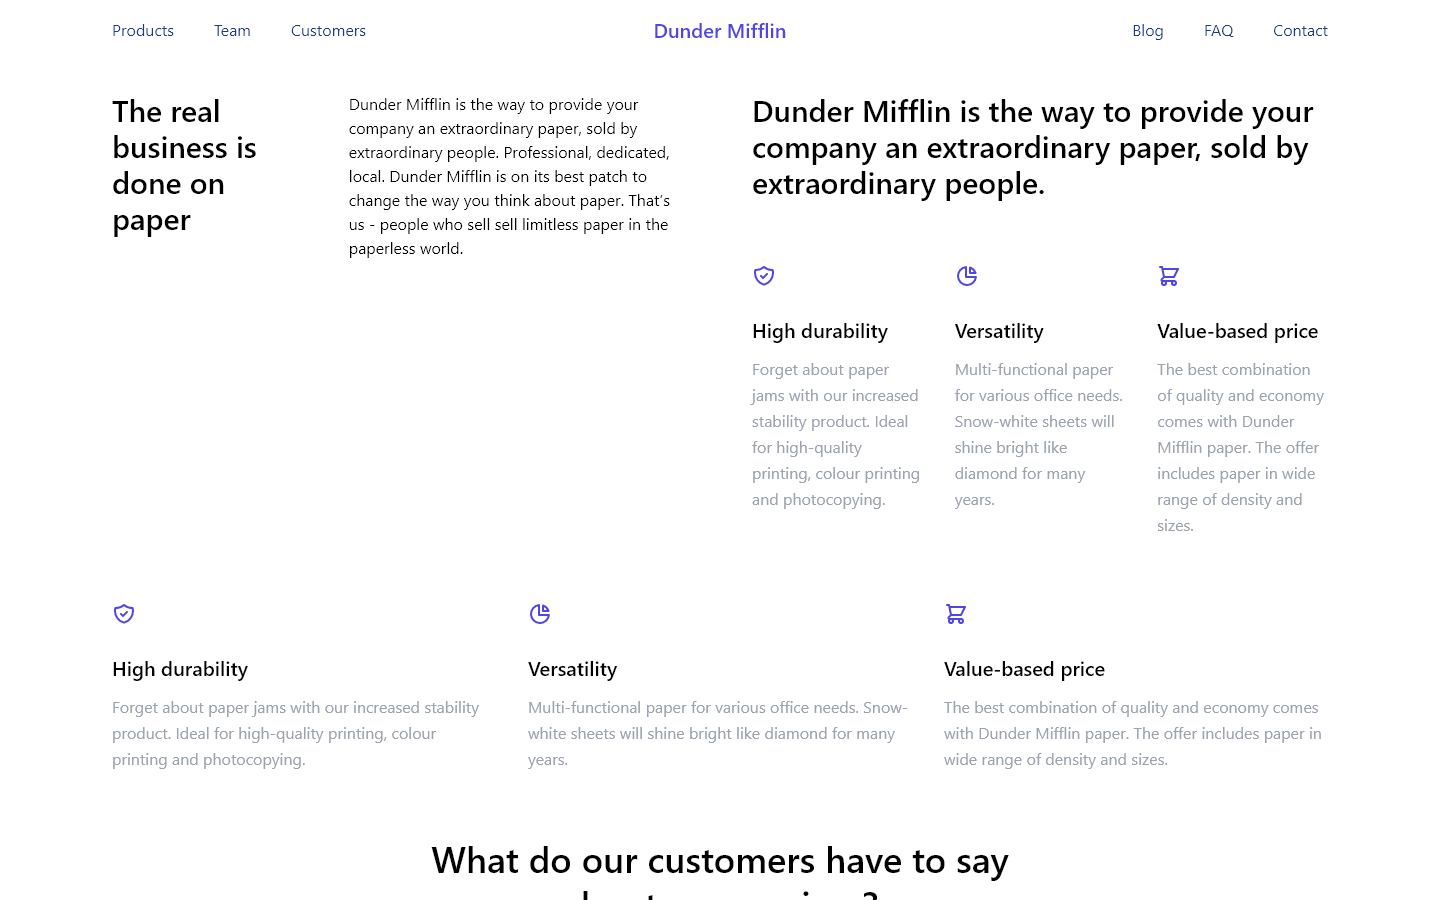 Products Team Customers Dunder Mifflin Blog FAQ Contact
The real
business is
done on
paper
Dunder Mifflin is the way to provide your
company an extraordinary paper, sold by
extraordinary people. Professional, dedicated,
local. Dunder Mifflin is on its best patch to
change the way you think about paper. That's
us - people who sell sell limitless paper in the
paperless world.
Dunder Mifflin is the way to provide your
company an extraordinary paper, sold by
extraordinary people.
High durability
Forget about paper
jams with our increased
stability product. Ideal
for high-quality
printing, colour printing
and photocopying.
Versatility
Multi-functional paper
for various office needs.
Snow-white sheets will
shine bright like
diamond for many
years.
Value-based price
The best combination
of quality and economy
comes with Dunder
Mifflin paper. The offer
includes paper in wide
range of density and
sizes.
High durability
Forget about paper jams with our increased stability
product. Ideal for high-quality printing, colour
printing and photocopying.
Versatility
Multi-functional paper for various office needs. Snow-
white sheets will shine bright like diamond for many
years.
Value-based price
The best combination of quality and economy comes
with Dunder Mifflin paper. The offer includes paper in
wide range of density and sizes.
What do our customers have to say